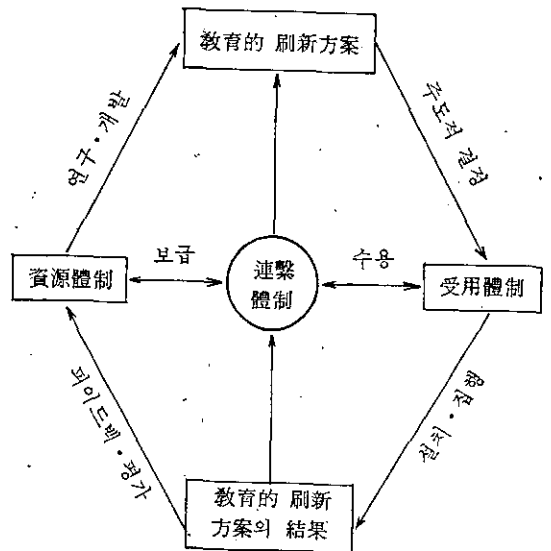 敎育的 刷新方案
연구·개발
주도적 결정
보급
수용
資源體制
連繫
體制
受用體制
피이드백·평가
설치·집행
敎育的 刷新
方案의 結果